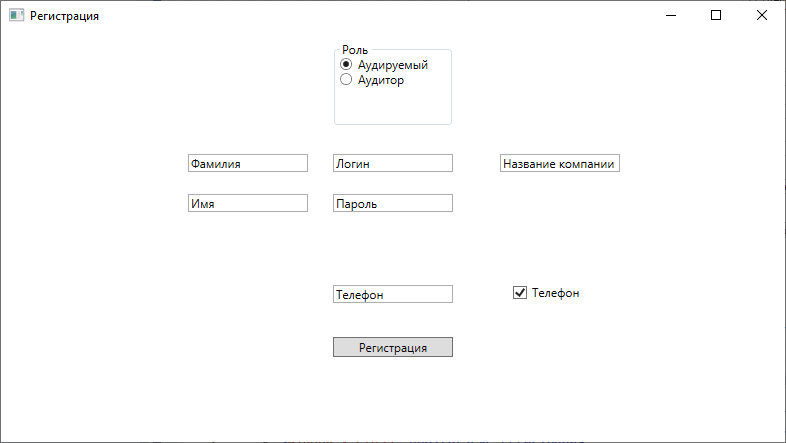 Регистрация
Роль
Аудируемый
Аудитор
Фамилия
Логин
Название компании
Имя
Пароль
Телефон
Телефон
Регистрация